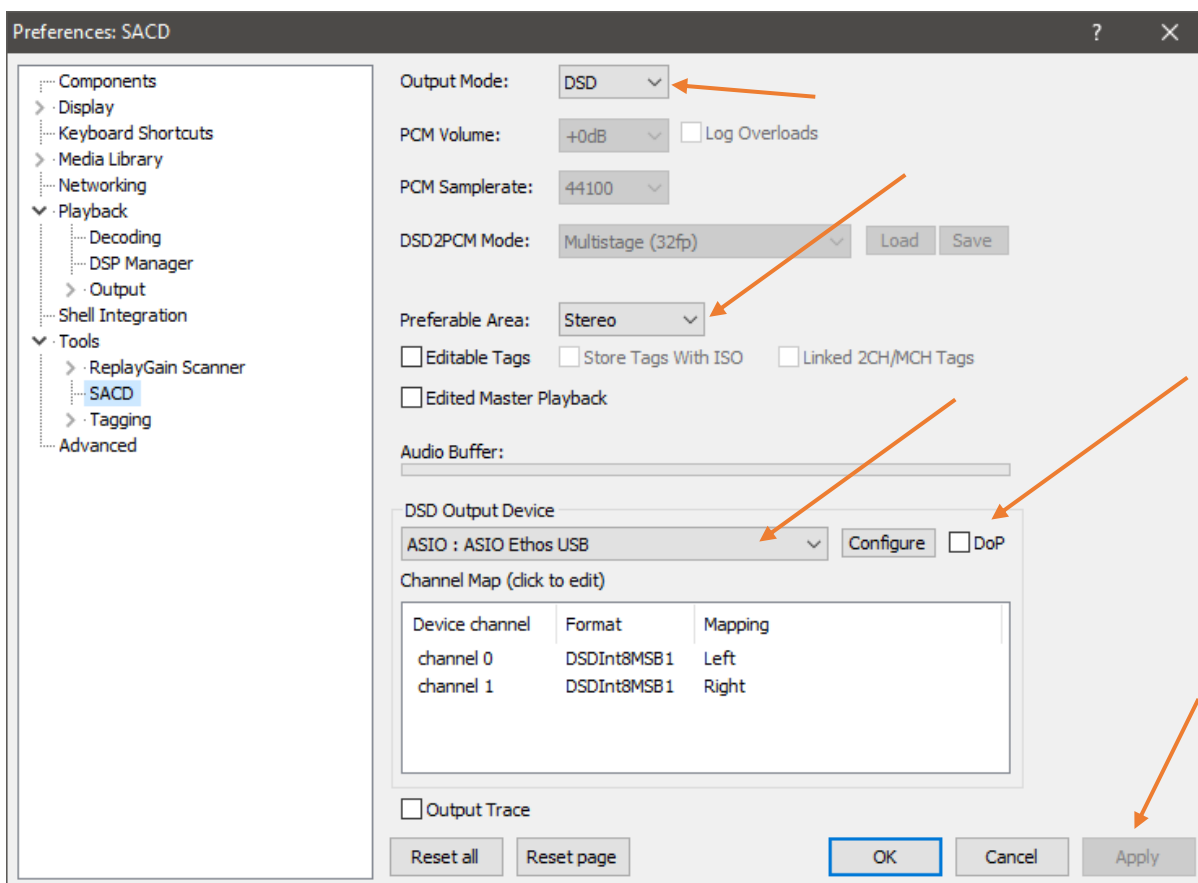 Preferences: SACD ?
Components
Display
Keyboard Shortcuts
Media Library
Networking
Playback
Decoding
DSP Manager
Output
Shell Integration
Tools
ReplayGain Scanner
SACD
Tagging
Advanced
Output Mode: DSD
PCM Volume: +0dB Log Overloads
PCM Samplerate: 44100
DSD2PCM Mode: Multistage (32fp) Load Save
Preferable Area: Stereo
Editable Tags Store Tags With ISO Linked 2CH/MCH Tags
Edited Master Playback
Audio Buffer:
DSD Output Device
ASIO : ASIO Ethos USB Configure DoP
Channel Map (click to edit)
Device channel Format Mapping
channel 0 DSDInt8MSB1 Left
channel 1 DSDInt8MSB1 Right
Output Trace
Reset all Reset page OK Cancel Apply